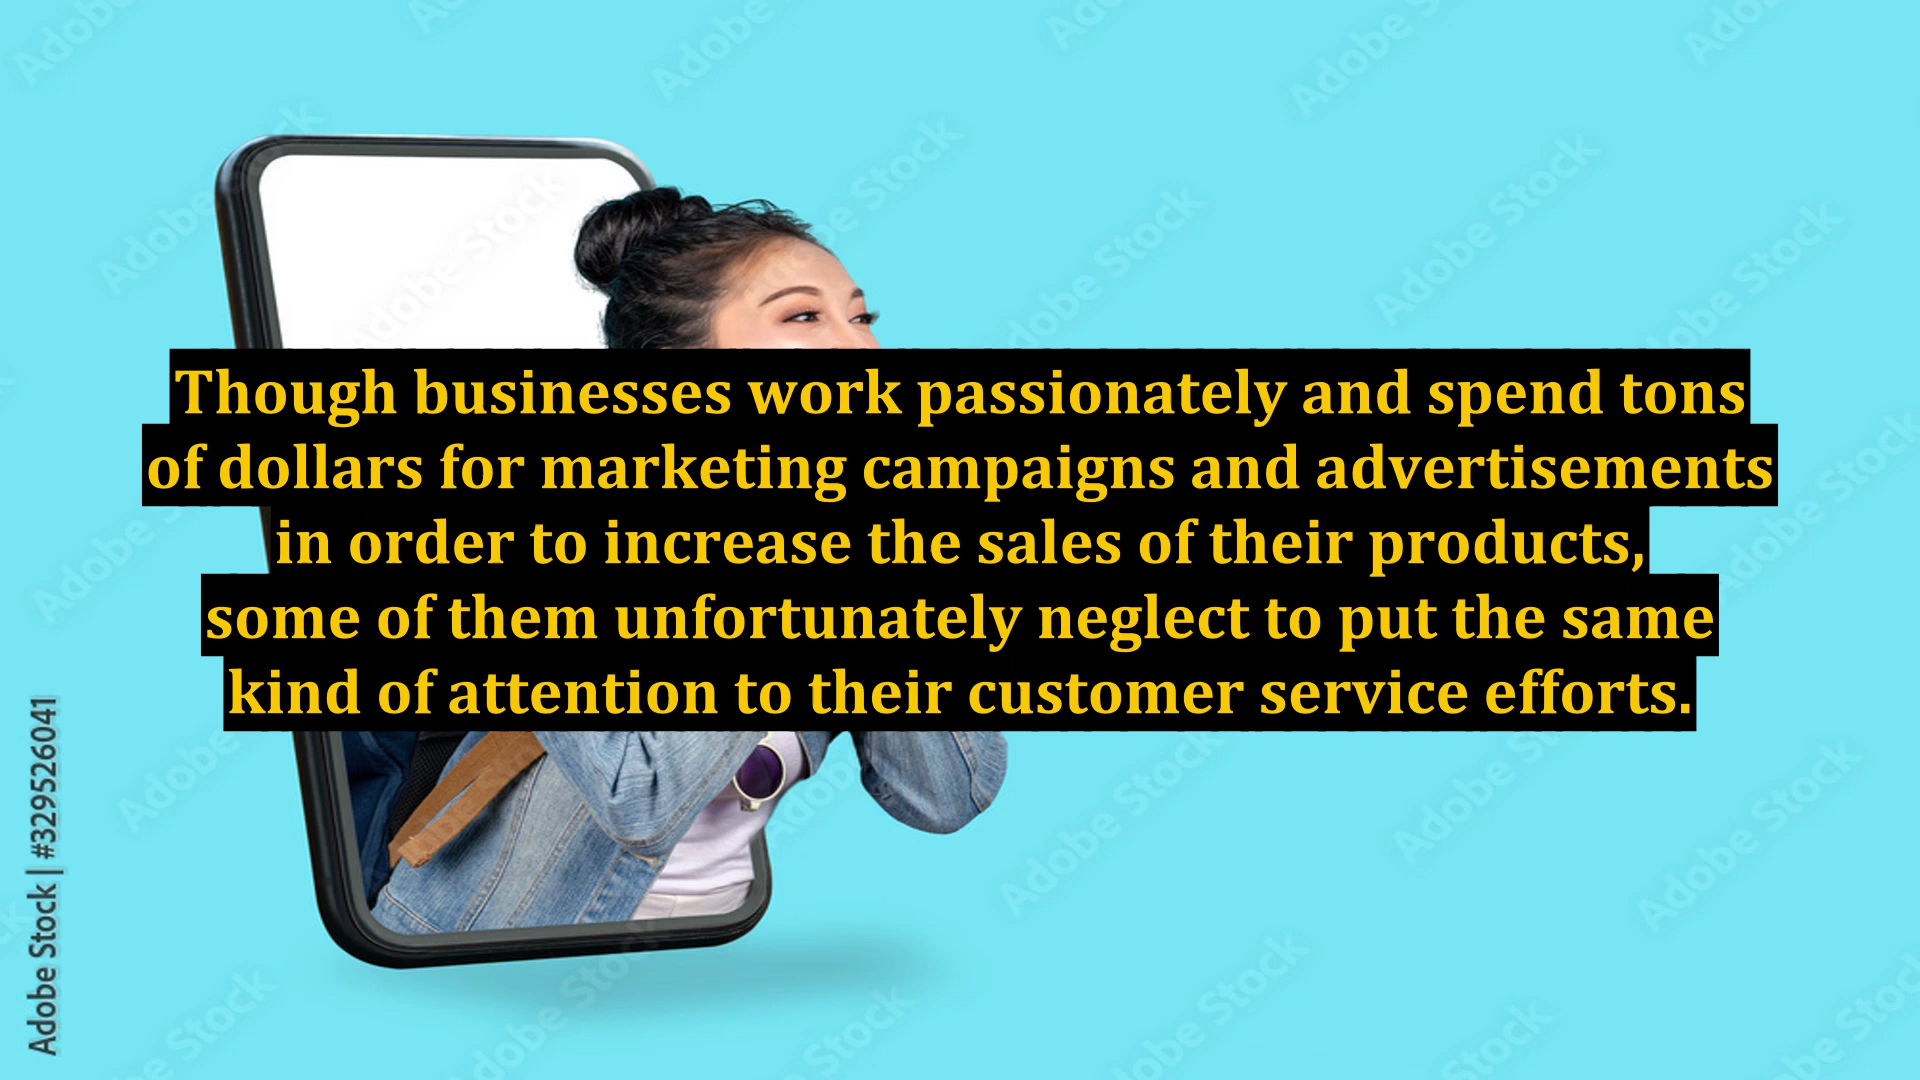 Though businesses work passionately and spend tons
of dollars for marketing campaigns and advertisements
in order to increase the sales of their products,
some of them unfortunately neglect to put the same
kind of attention to their customer service efforts.
Adobe Stock | #329526041
Adobe Stock